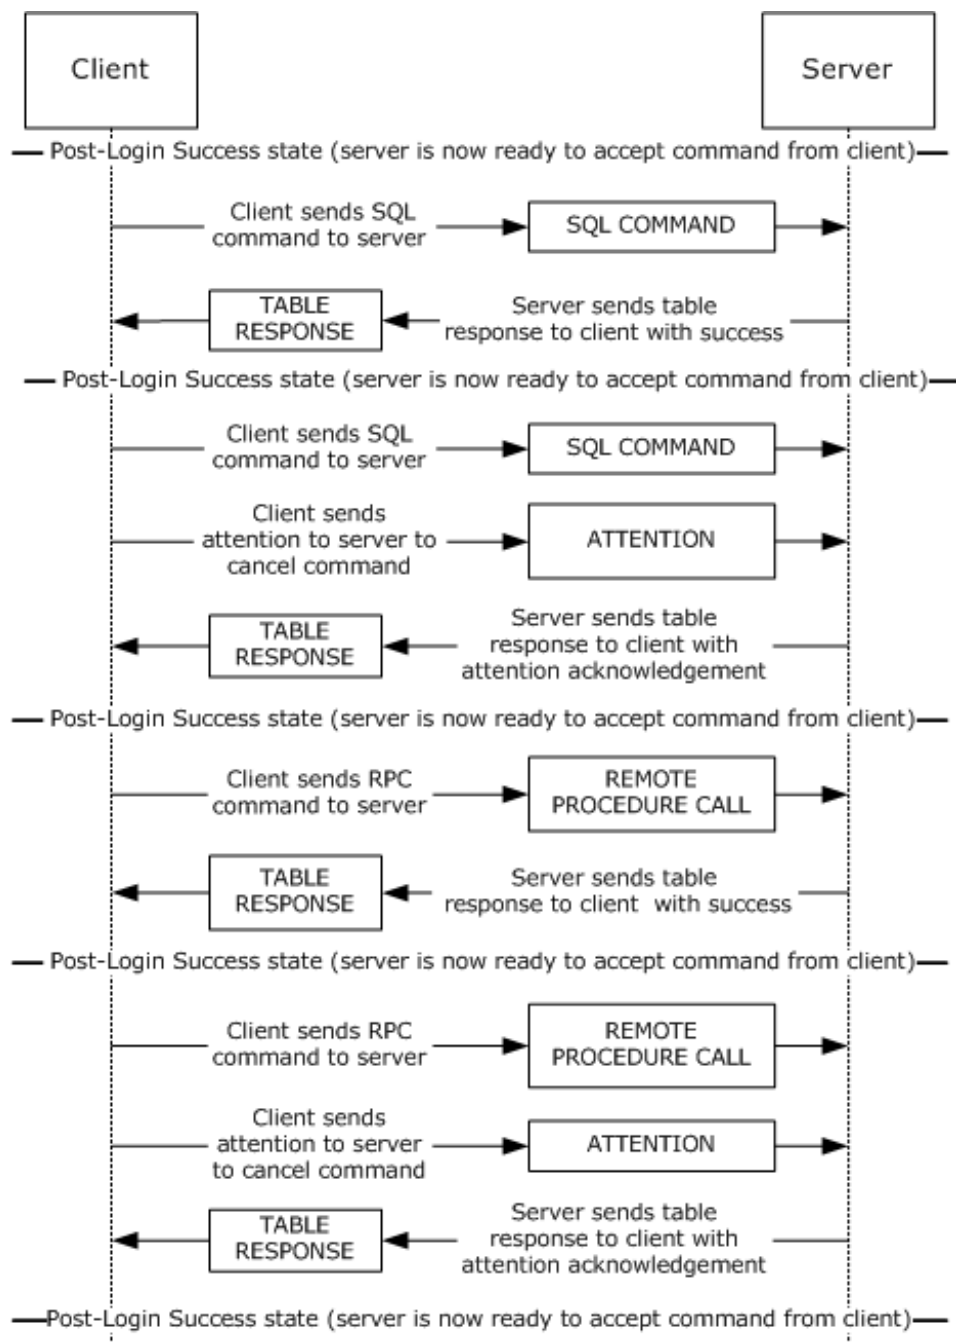 Client
Server
Post-Login Success state (server is now ready to accept command from client)
Client sends SQL
command to server
SQL COMMAND
TABLE
RESPONSE
Server sends table
response to client with success
Post-Login Success state (server is now ready to accept command from client)
Client sends SQL
command to server
SQL COMMAND
Client sends
attention to server to
cancel command
ATTENTION
TABLE
RESPONSE
Server sends table
response to client with
attention acknowledgement
Post-Login Success state (server is now ready to accept command from client)
Client sends RPC
command to server
REMOTE
PROCEDURE CALL
TABLE
RESPONSE
Server sends table
response to client with success
Post-Login Success state (server is now ready to accept command from client)
Client sends RPC
command to server
REMOTE
PROCEDURE CALL
Client sends
attention to server
to cancel command
ATTENTION
TABLE
RESPONSE
Server sends table
response to client with
attention acknowledgement
Post-Login Success state (server is now ready to accept command from client)